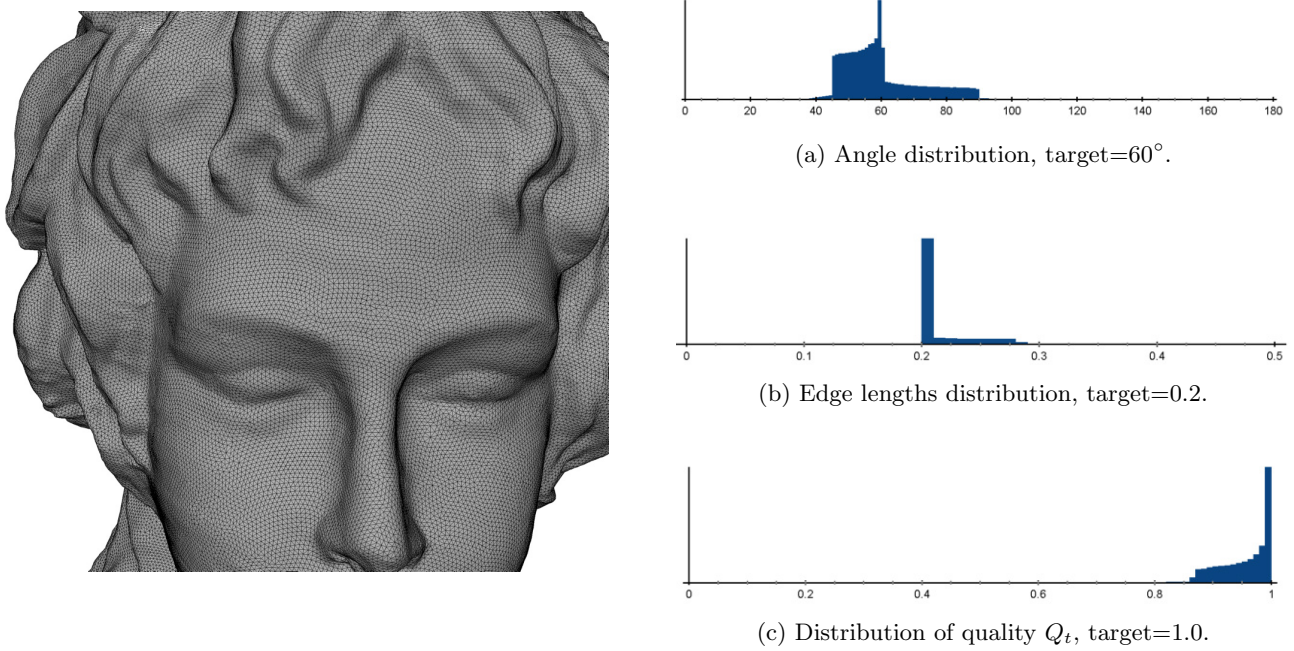 0 20 40 60 80 100 120 140 160 180
(a) Angle distribution, target=60°.
0 0.1 0.2 0.3 0.4 0.5
(b) Edge lengths distribution, target=0.2.
0 0.2 0.4 0.6 0.8 1
(c) Distribution of quality Qₜ, target=1.0.